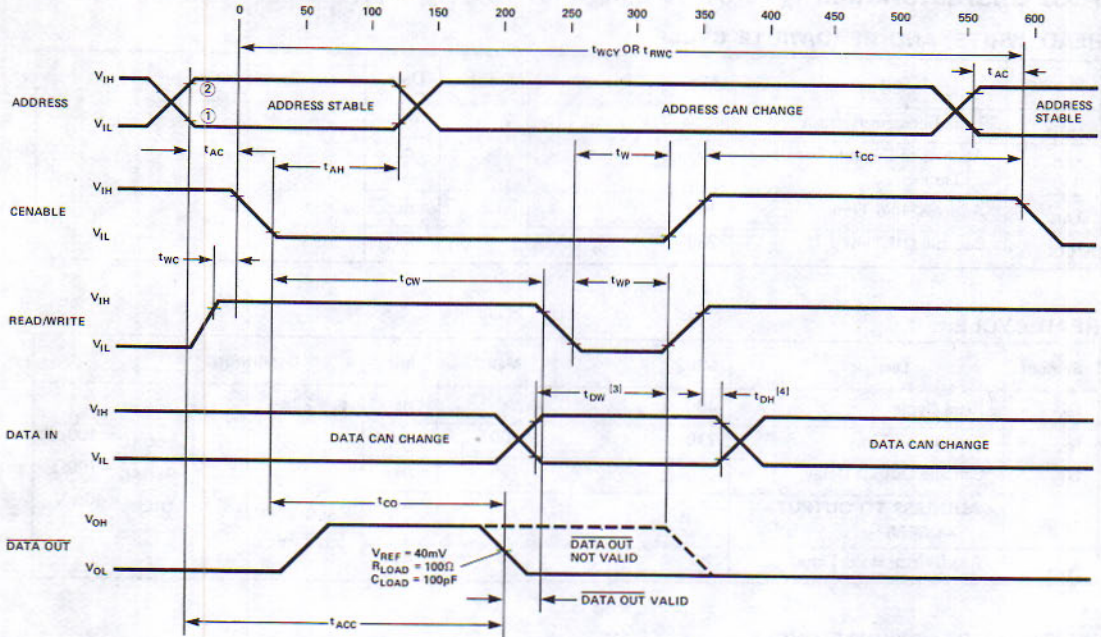 0 50 100 150 200 250 300 350 400 450 500 550 600
tWCY OR tRWC
ADDRESS
VIH
VIL
②
①
ADDRESS STABLE
ADDRESS CAN CHANGE
tAC
ADDRESS
STABLE
tAC
tAH
tW
tCC
CENABLE
VIH
VIL
tWC
tCW
tWP
READ/WRITE
VIH
VIL
tDW [3]
tDH [4]
DATA IN
VIH
VIL
DATA CAN CHANGE
DATA CAN CHANGE
tCO
DATA OUT
VOH
VOL
VREF = 40mV
RLOAD = 100Ω
CLOAD = 100pF
DATA OUT
NOT VALID
DATA OUT VALID
tACC